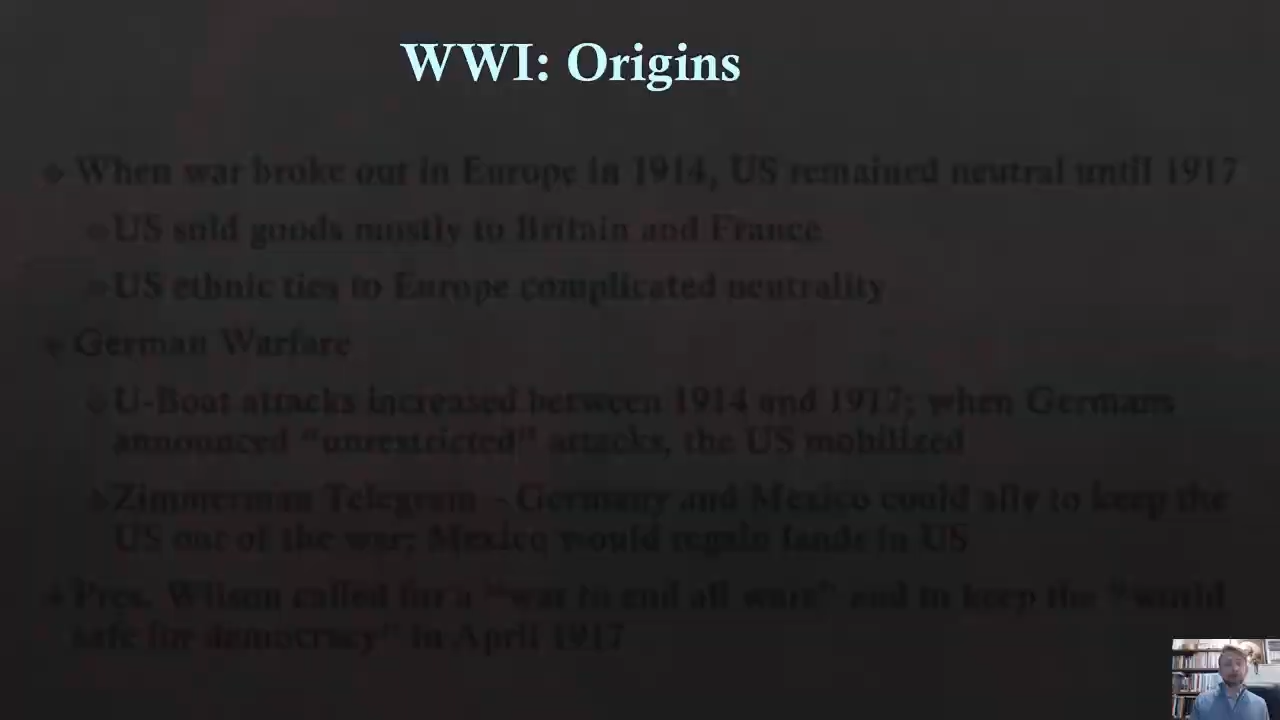 WWI: Origins
When war broke out in Europe in 1914, US remained neutral until 1917
US sold goods mostly to Britain and France
US ethnic ties to Europe complicated neutrality
German Warfare
U-Boat attacks increased between 1914 and 1917; when Germans
announced "unrestricted" attacks, the US mobilized
Zimmerman Telegram - Germany and Mexico could ally to keep the
US out of the war; Mexico would regain lands in US
Pres. Wilson called for a "war to end all wars" and to keep the "world
safe for democracy" in April 1917